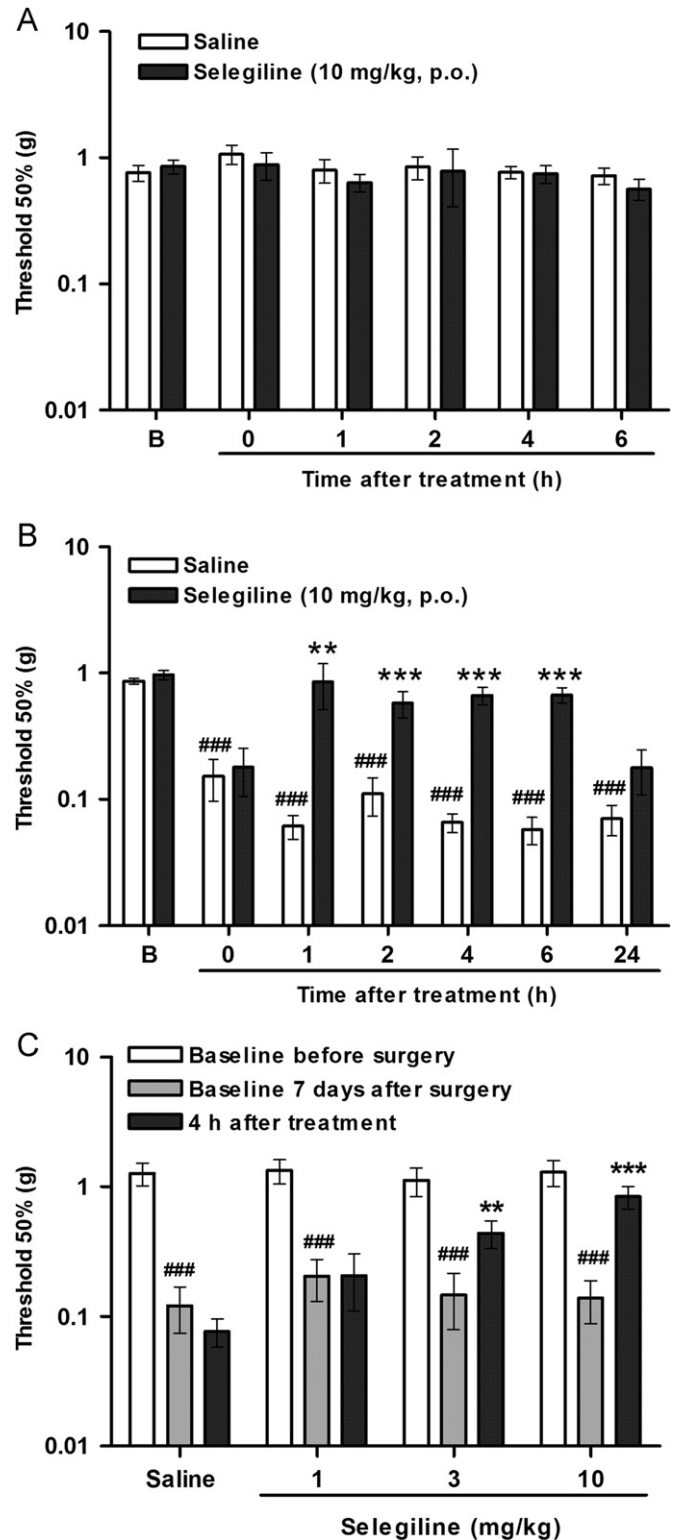 A
Saline
Selegiline (10 mg/kg, p.o.)
Threshold 50% (g)
10
1
0.1
0.01
B 0 1 2 4 6
Time after treatment (h)
B
Saline
Selegiline (10 mg/kg, p.o.)
Threshold 50% (g)
10
1
0.1
0.01
### ### ** ### *** ### *** ### *** ###
B 0 1 2 4 6 24
Time after treatment (h)
C
Baseline before surgery
Baseline 7 days after surgery
4 h after treatment
Threshold 50% (g)
10
1
0.1
0.01
### ### ### ** ### ***
Saline 1 3 10
Selegiline (mg/kg)